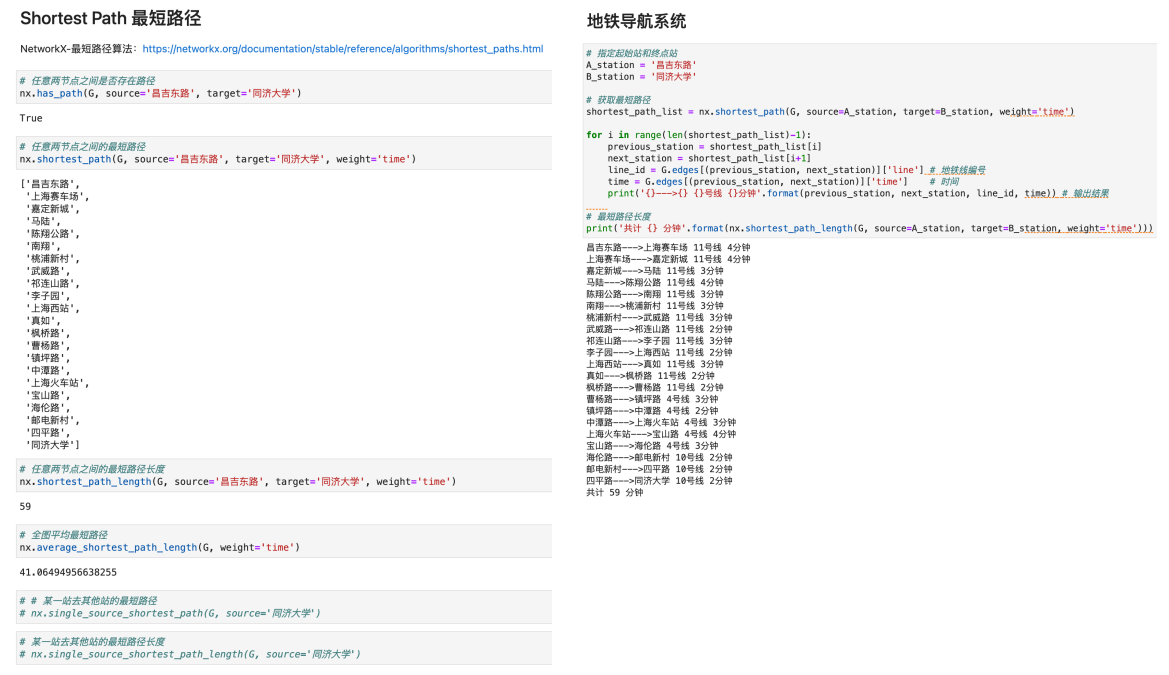 Shortest Path 最短路径
NetworkX-最短路径算法：https://networkx.org/documentation/stable/reference/algorithms/shortest_paths.html
# 任意两节点之间是否存在路径
nx.has_path(G, source='昌吉东路', target='同济大学')
True
# 任意两节点之间的最短路径
nx.shortest_path(G, source='昌吉东路', target='同济大学', weight='time')
['昌吉东路',
'上海赛车场',
'嘉定新城',
'马陆',
'陈翔公路',
'南翔',
'桃浦新村',
'武威路',
'祁连山路',
'李子园',
'上海西站',
'真如',
'枫桥路',
'曹杨路',
'镇坪路',
'中潭路',
'上海火车站',
'宝山路',
'海伦路',
'邮电新村',
'四平路',
'同济大学']
# 任意两节点之间的最短路径长度
nx.shortest_path_length(G, source='昌吉东路', target='同济大学', weight='time')
59
# 全图平均最短路径
nx.average_shortest_path_length(G, weight='time')
41.06494956638255
# # 某一站去其他站的最短路径
# nx.single_source_shortest_path(G, source='同济大学')
# 某一站去其他站的最短路径长度
# nx.single_source_shortest_path_length(G, source='同济大学')
地铁导航系统
# 指定起始站和终点站
A_station = '昌吉东路'
B_station = '同济大学'
# 获取最短路径
shortest_path_list = nx.shortest_path(G, source=A_station, target=B_station, weight='time')
for i in range(len(shortest_path_list)-1):
previous_station = shortest_path_list[i]
next_station = shortest_path_list[i+1]
line_id = G.edges[(previous_station, next_station)]['line'] # 地铁线编号
time = G.edges[(previous_station, next_station)]['time'] # 时间
print('{}--->{} {}号线 {}分钟'.format(previous_station, next_station, line_id, time)) # 输出结果
# 最短路径长度
print('共计 {} 分钟'.format(nx.shortest_path_length(G, source=A_station, target=B_station, weight='time')))
昌吉东路--->上海赛车场 11号线 4分钟
上海赛车场--->嘉定新城 11号线 4分钟
嘉定新城--->马陆 11号线 3分钟
马陆--->陈翔公路 11号线 4分钟
陈翔公路--->南翔 11号线 3分钟
南翔--->桃浦新村 11号线 3分钟
桃浦新村--->武威路 11号线 3分钟
武威路--->祁连山路 11号线 2分钟
祁连山路--->李子园 11号线 3分钟
李子园--->上海西站 11号线 2分钟
上海西站--->真如 11号线 3分钟
真如--->枫桥路 11号线 2分钟
枫桥路--->曹杨路 11号线 2分钟
曹杨路--->镇坪路 4号线 3分钟
镇坪路--->中潭路 4号线 2分钟
中潭路--->上海火车站 4号线 3分钟
上海火车站--->宝山路 4号线 4分钟
宝山路--->海伦路 4号线 3分钟
海伦路--->邮电新村 10号线 2分钟
邮电新村--->四平路 10号线 2分钟
四平路--->同济大学 10号线 2分钟
共计 59 分钟